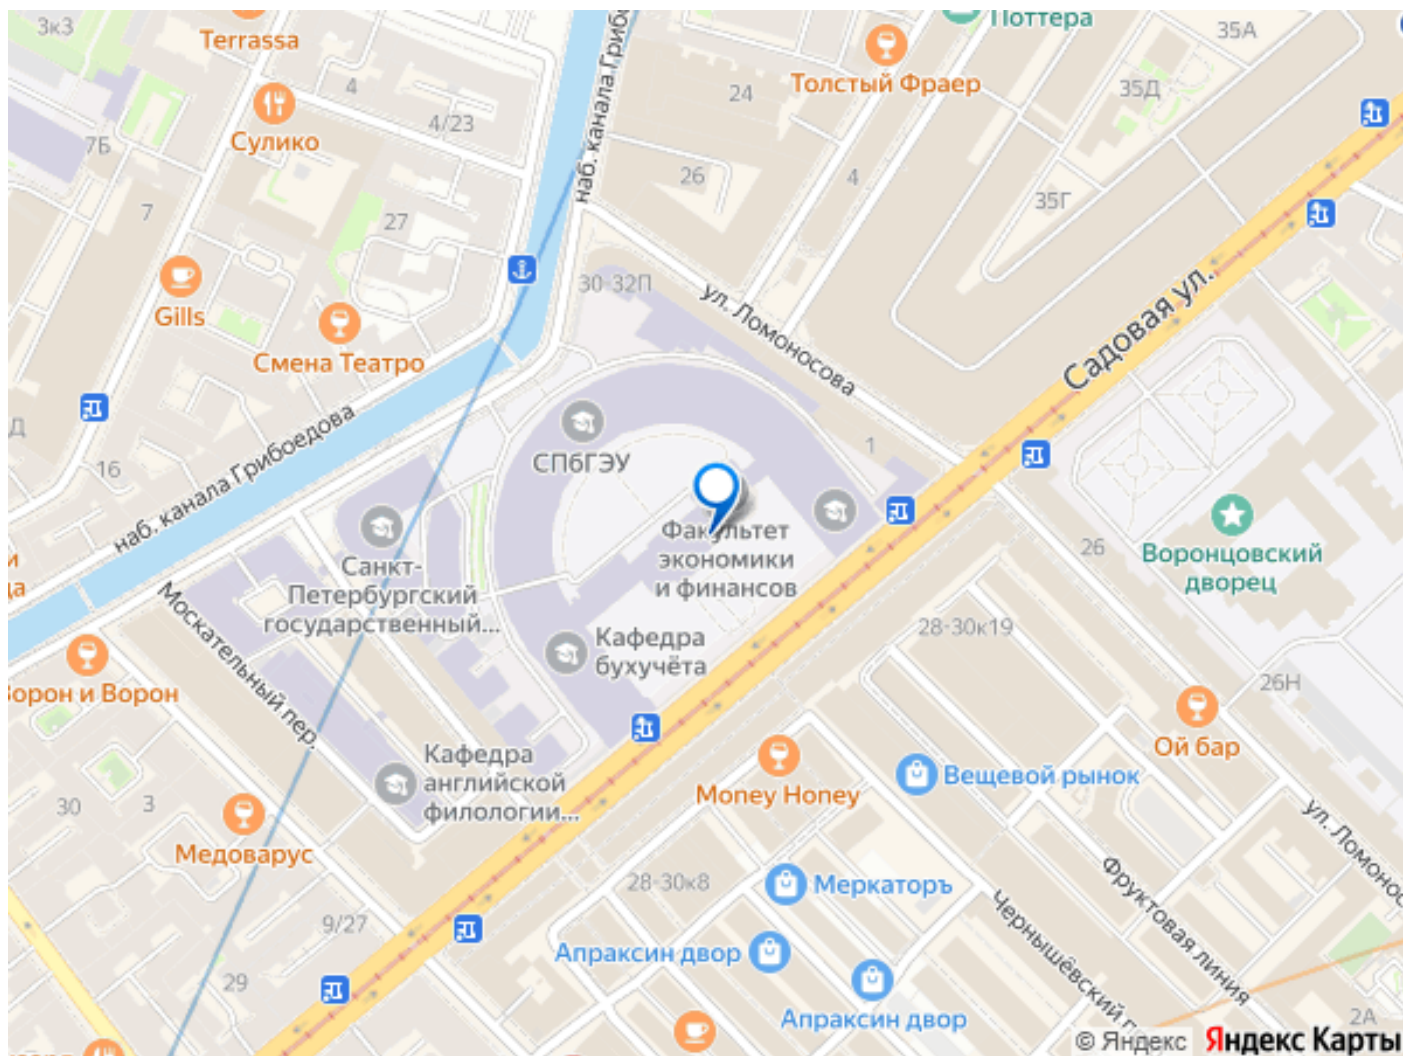 3к3
Terrassa
Поттера
35А
Толстый Фраер
4
24
35Д
4/23
Сулико
7Б
наб. канала Грибо
26
4
35Г
7
27
Gills
30-32П
ул. Ломоносова
Садовая ул.
Смена Театро
Д
16
наб. канала Грибоедова
СПбГЭУ
1
26
Факультет
экономики
и финансов
Воронцовский
дворец
и
да
Санкт-
Петербургский
государственный...
Москательный пер.
Кафедра
бухучёта
28-30к19
26Н
Ворон и Ворон
Ой бар
Кафедра
английской
филологии...
Money Honey
Вещевой рынок
30
3
Медоварус
28-30к8
Меркаторъ
ул. Ломонос
Фруктовая линия
Чернышёвский п
9/27
Апраксин двор
29
Апраксин двор
2А
© Яндекс Яндекс Карты